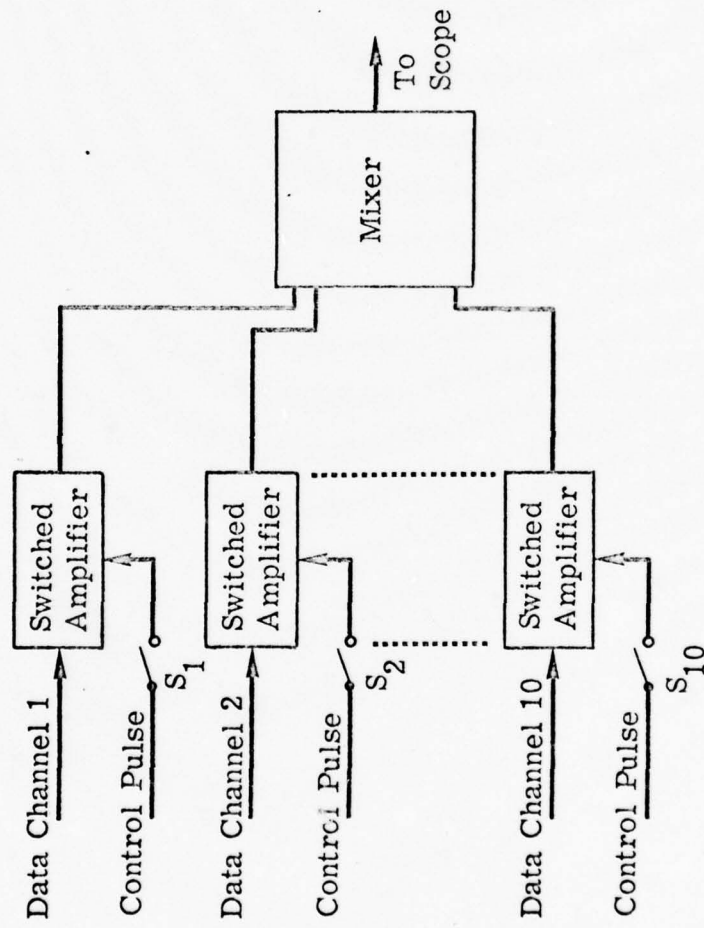 Data Channel 1
Switched
Amplifier
Control Pulse
S1
Data Channel 2
Switched
Amplifier
Control Pulse
S2
Data Channel 10
Switched
Amplifier
Control Pulse
S10
Mixer
To
Scope